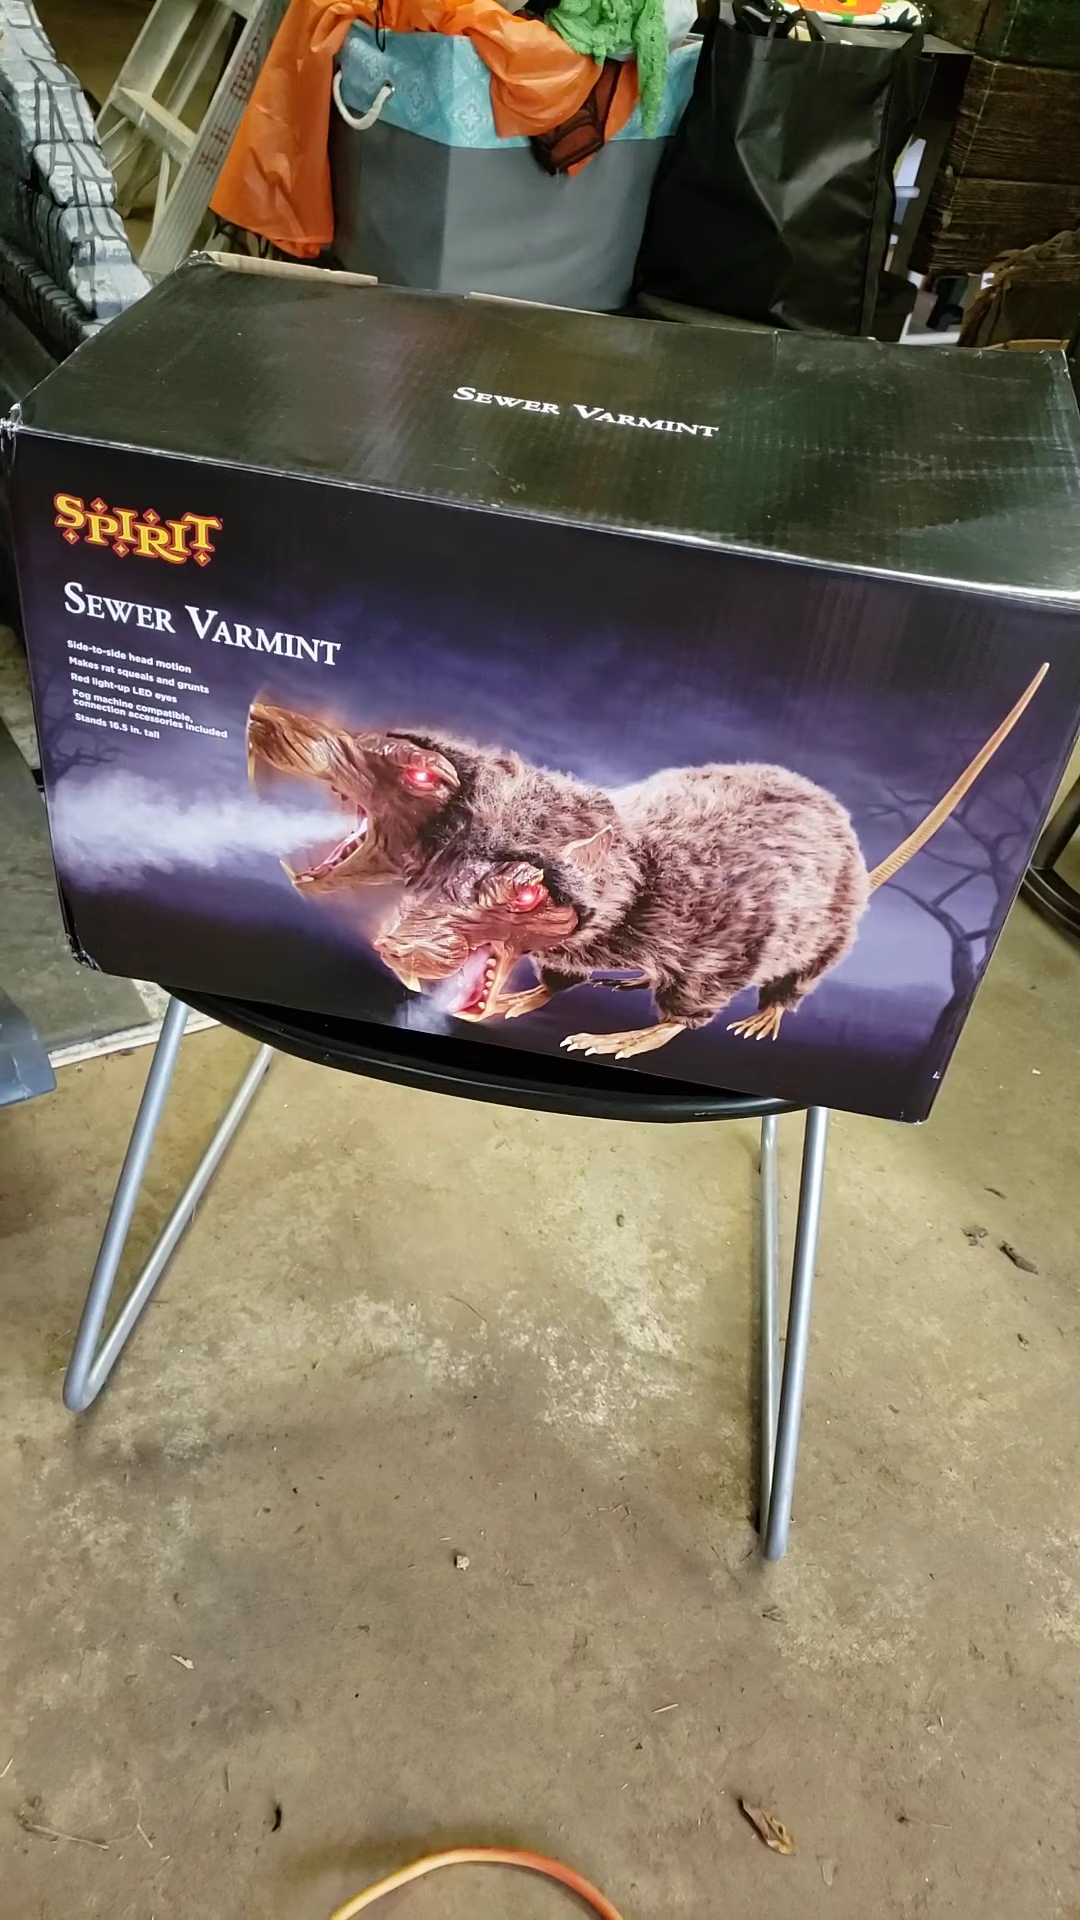 SEWER VARMINT
SPIRIT
SEWER VARMINT
Side-to-side head motion
Makes rat squeals and grunts
Red light-up LED eyes
Fog machine compatible,
connection accessories included
Stands 16.5 in. tall